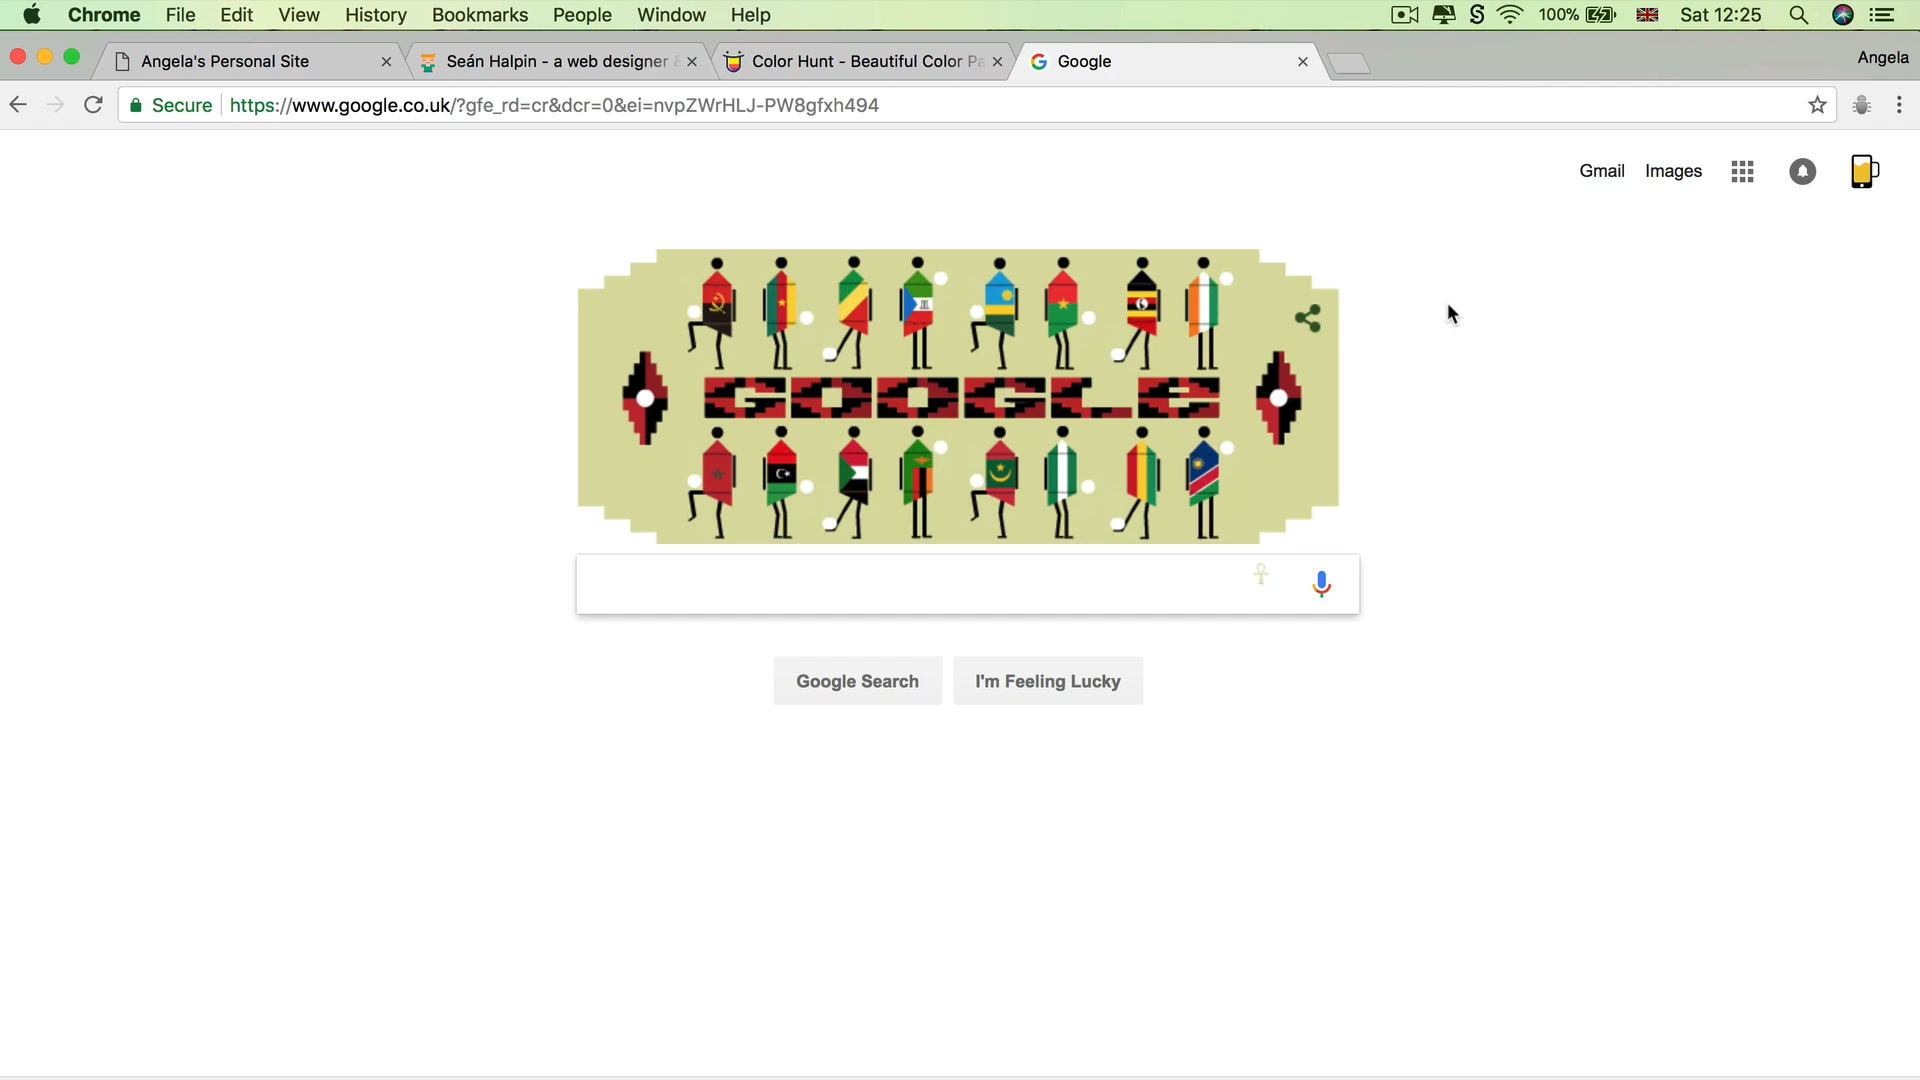 Chrome File Edit View History Bookmarks People Window Help 100% Sat 12:25
Angela's Personal Site Seán Halpin - a web designer & Color Hunt - Beautiful Color Pa Google Angela
Secure https://www.google.co.uk/?gfe_rd=cr&dcr=0&ei=nvpZWrHLJ-PW8gfxh494
Gmail Images
GOOGLE
Google Search I'm Feeling Lucky